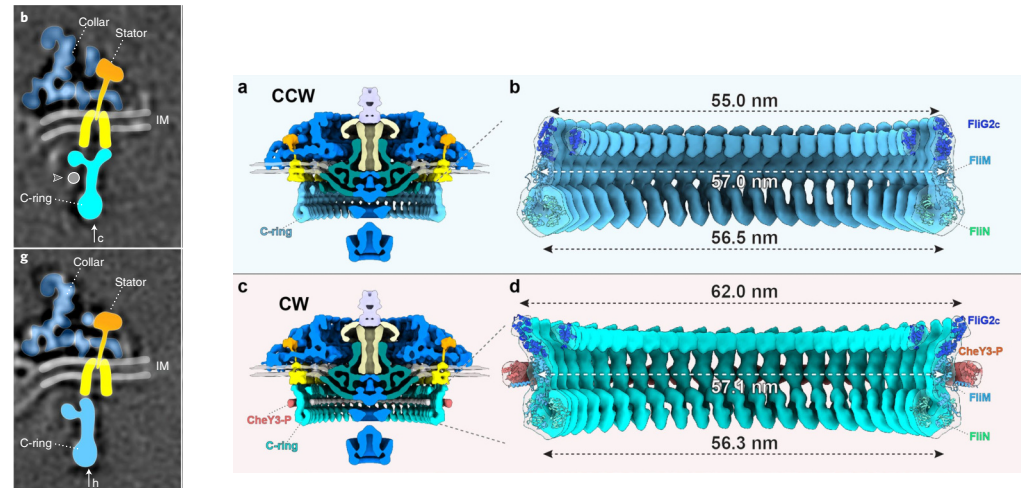 b
Collar
Stator
IM
C-ring
c
g
Collar
Stator
IM
C-ring
h
a
CCW
C-ring
b
55.0 nm
FliG2c
FliM
57.0 nm
56.5 nm
FliN
c
CW
CheY3-P
C-ring
d
62.0 nm
FliG2c
CheY3-P
57.1 nm
FliM
FliN
56.3 nm